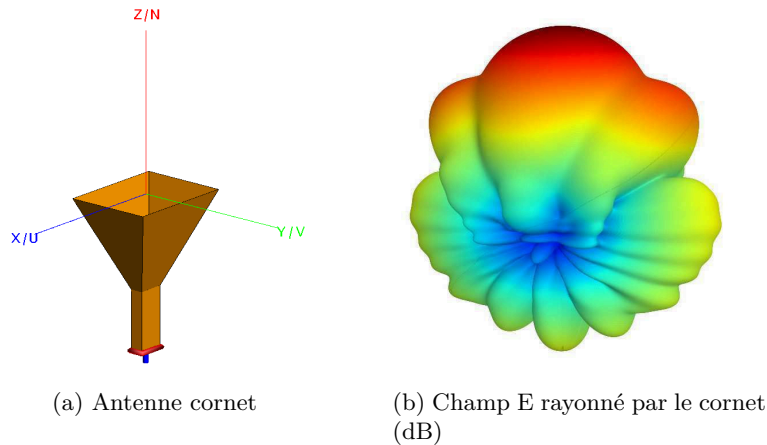 Z/N
X/U
Y/V
(a) Antenne cornet
(b) Champ E rayonné par le cornet
(dB)